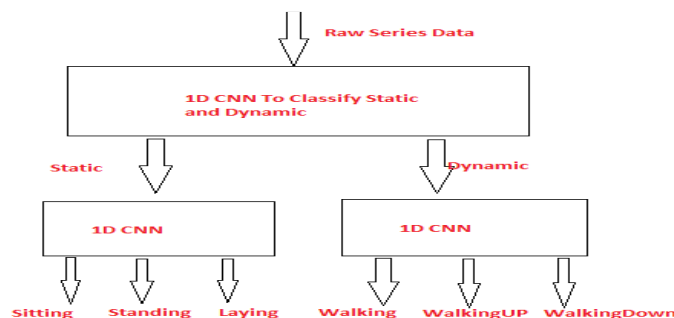 Raw Series Data
1D CNN To Classify Static
and Dynamic
Static
Dynamic
1D CNN
1D CNN
Sitting
Standing
Laying
Walking
WalkingUP
WalkingDown